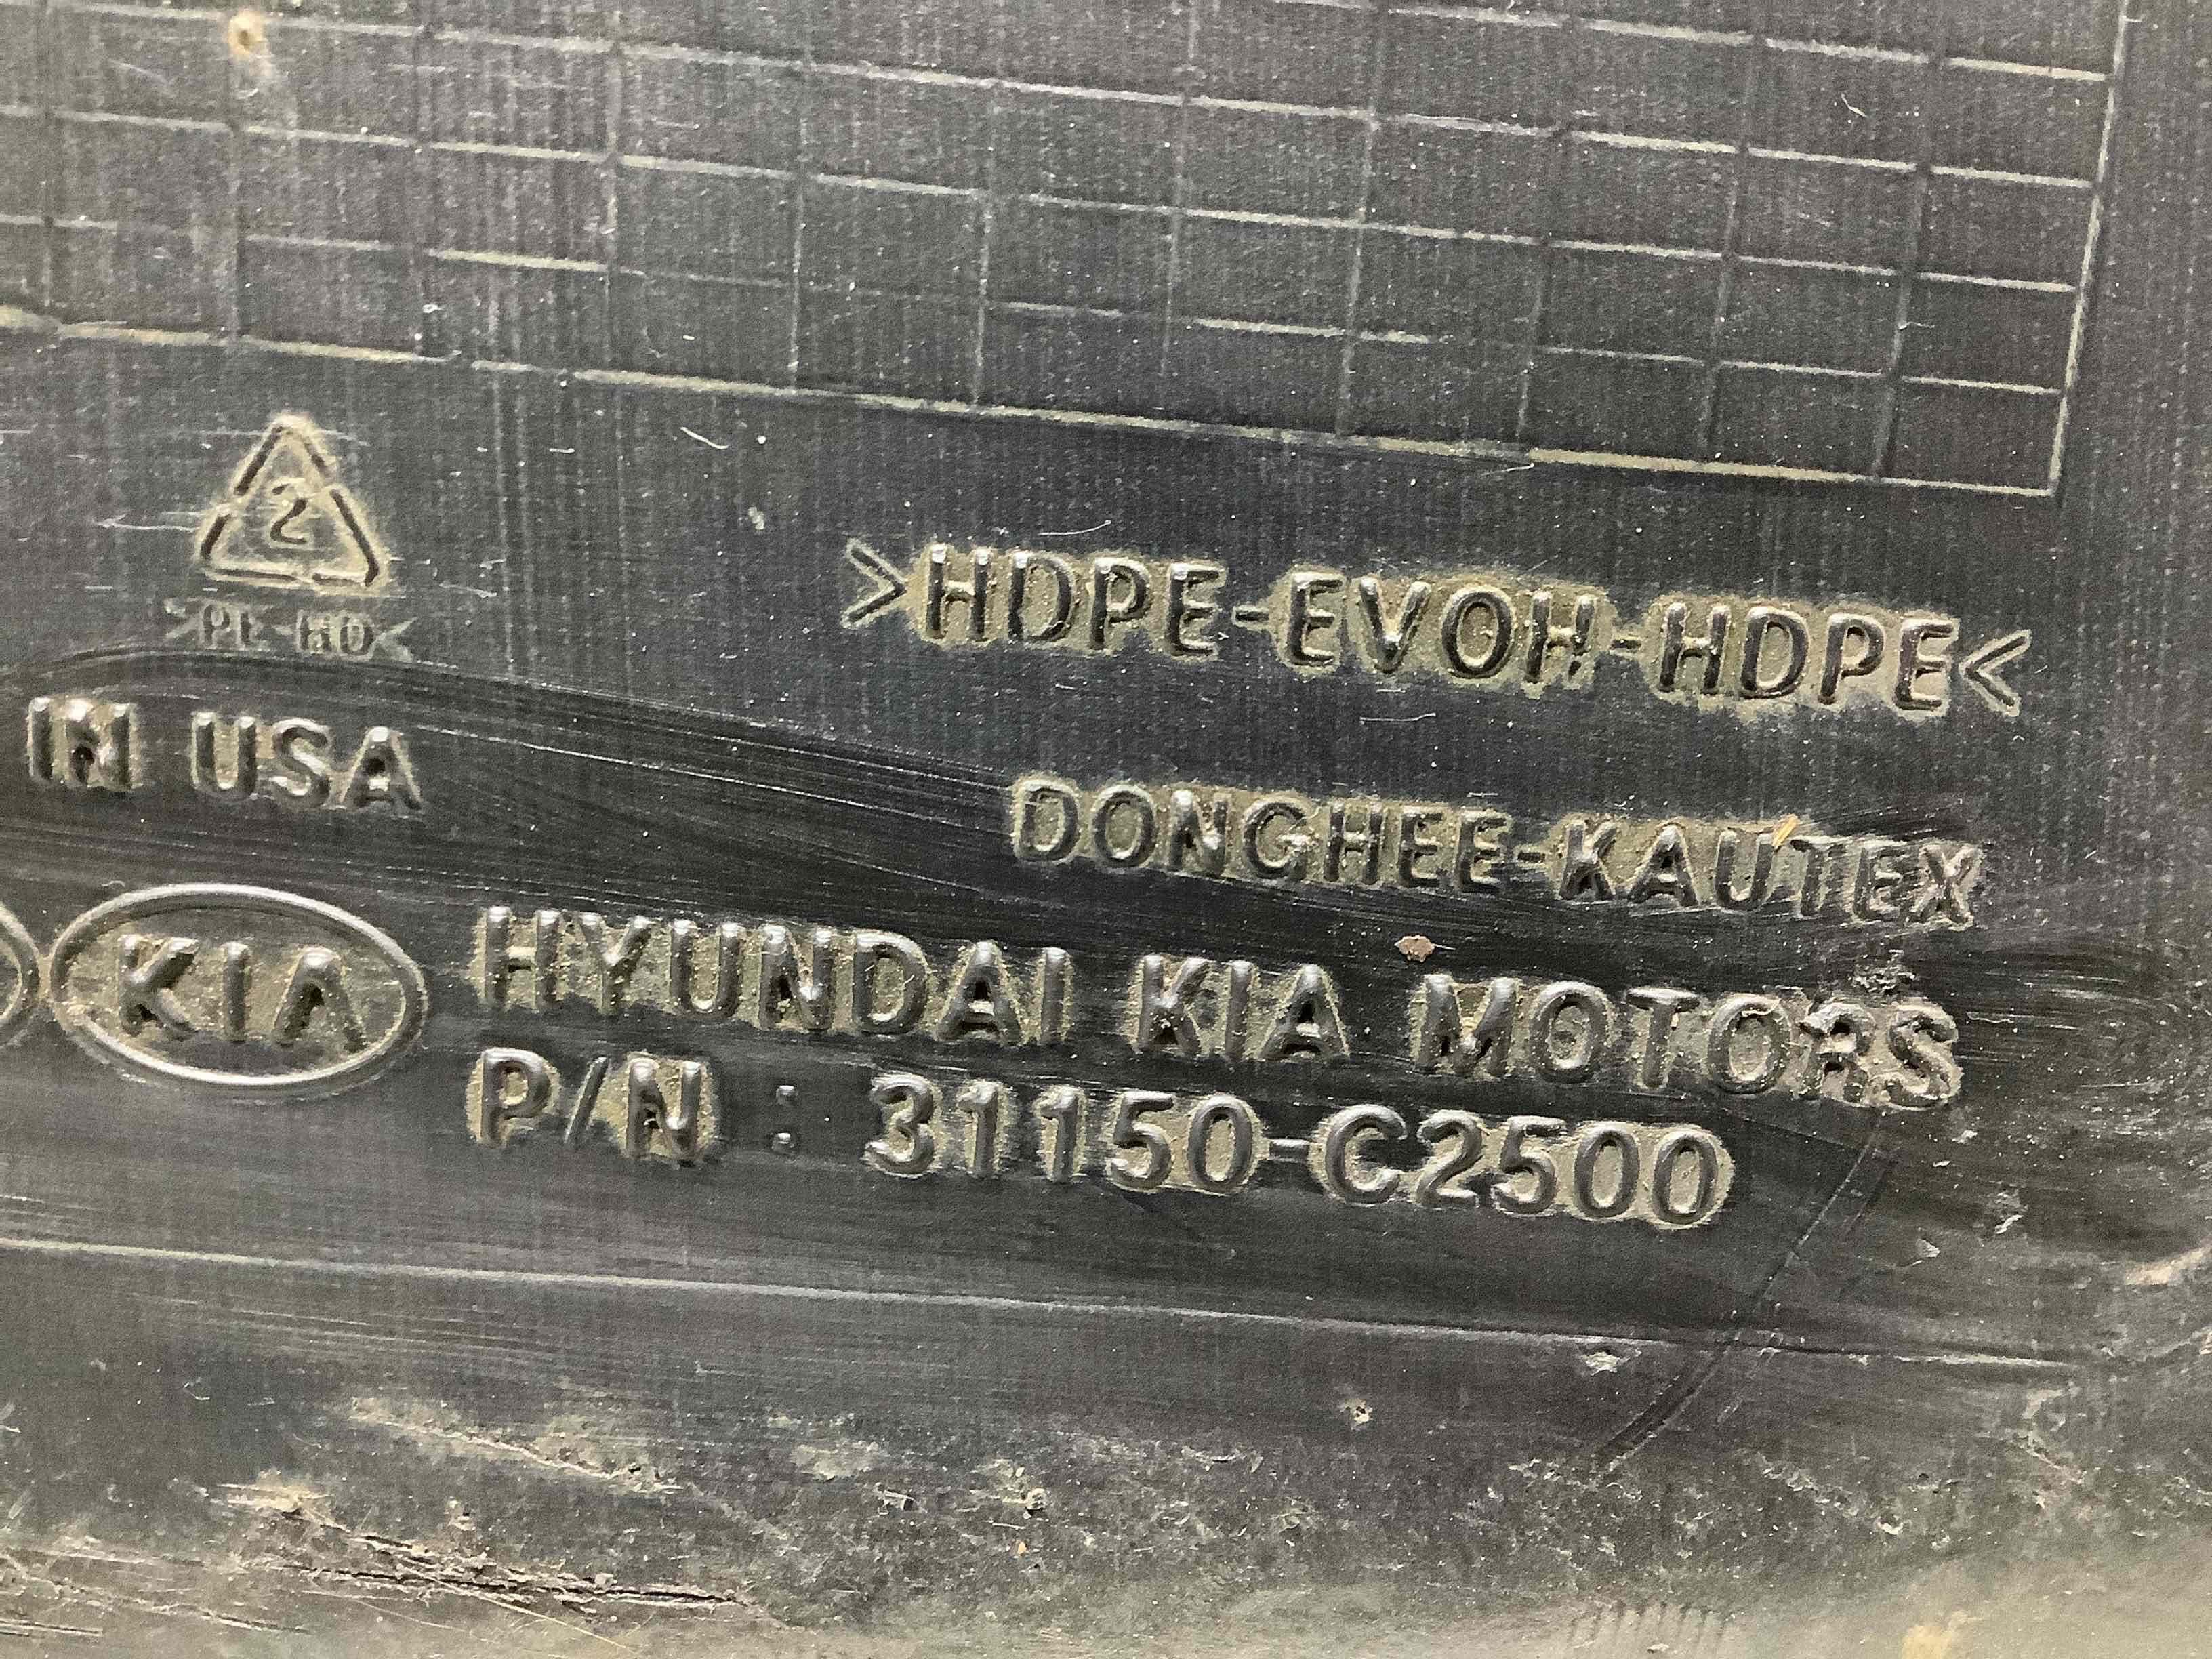 2
>PE-HD<
>HDPE-EVOH-HDPE<
IN USA
DONGHEE-KAUTEX
KIA
HYUNDAI KIA MOTORS
P/N : 31150-C2500